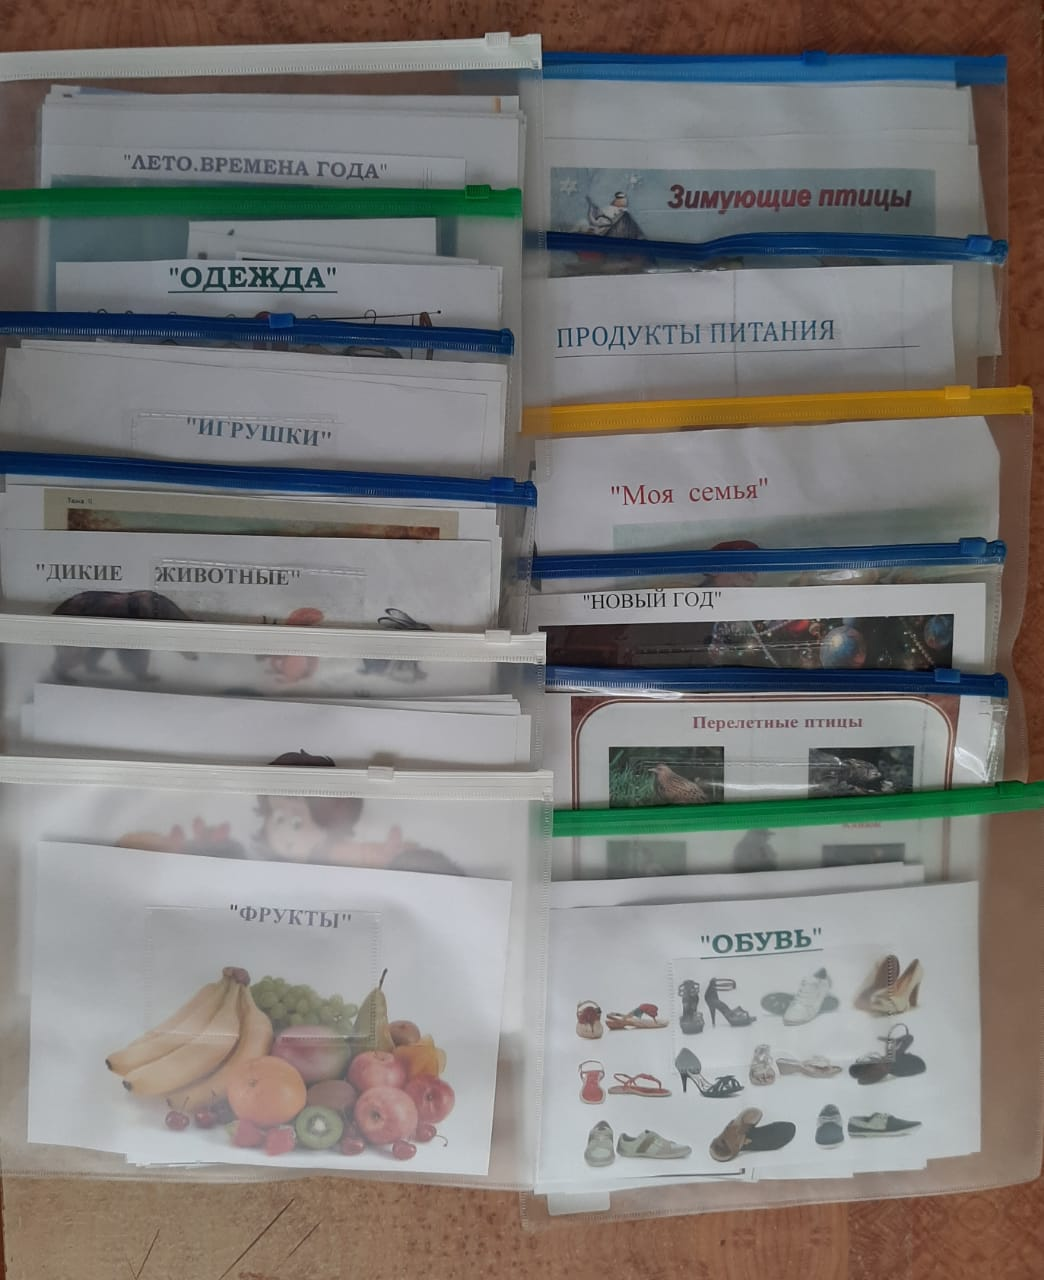 "ЛЕТО.ВРЕМЕНА ГОДА"
"ОДЕЖДА"
"ИГРУШКИ"
"ДИКИЕ ЖИВОТНЫЕ"
"ФРУКТЫ"
Зимующие птицы
ПРОДУКТЫ ПИТАНИЯ
"Моя семья"
"НОВЫЙ ГОД"
Перелетные птицы
"ОБУВЬ"